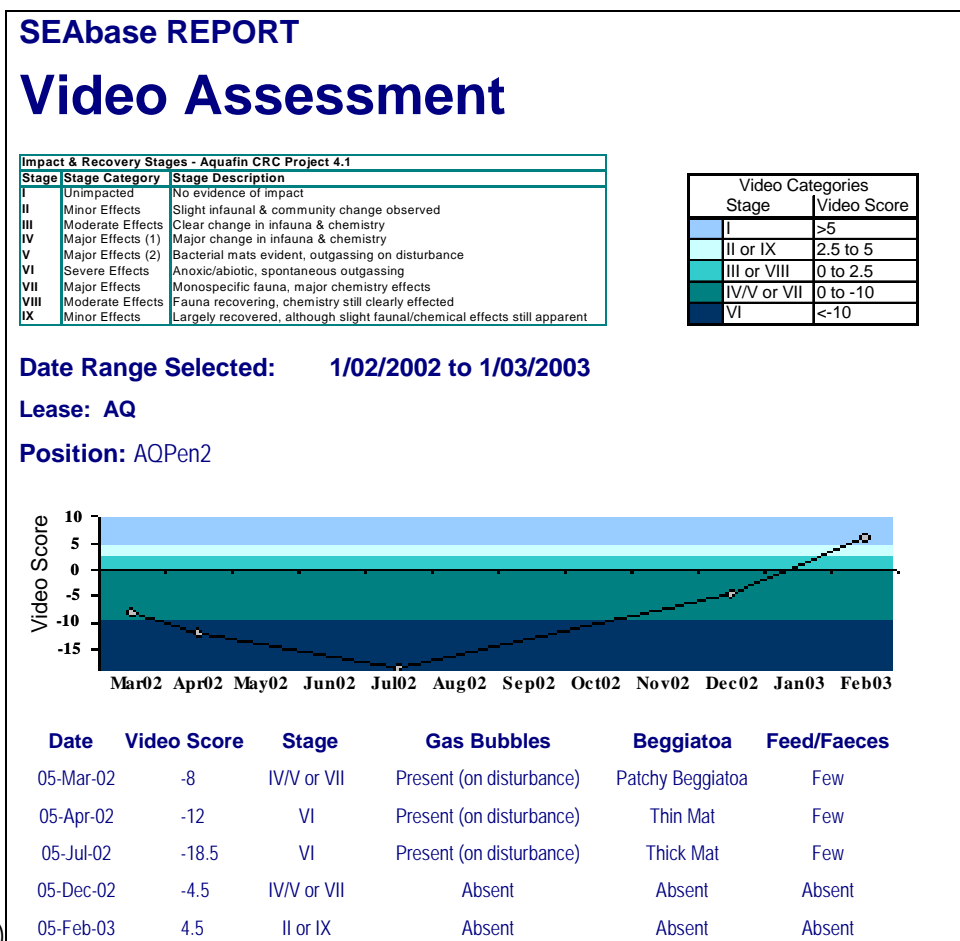 SEAbase REPORT
Video Assessment
Impact & Recovery Stages - Aquafin CRC Project 4.1
Stage Stage Category Stage Description
I Unimpacted No evidence of impact
II Minor Effects Slight infaunal & community change observed
III Moderate Effects Clear change in infauna & chemistry
IV Major Effects (1) Major change in infauna & chemistry
V Major Effects (2) Bacterial mats evident, outgassing on disturbance
VI Severe Effects Anoxic/abiotic, spontaneous outgassing
VII Major Effects Monospecific fauna, major chemistry effects
VIII Moderate Effects Fauna recovering, chemistry still clearly effected
IX Minor Effects Largely recovered, although slight faunal/chemical effects still apparent
Video Categories
Stage Video Score
I >5
II or IX 2.5 to 5
III or VIII 0 to 2.5
IV/V or VII 0 to -10
VI <-10
Date Range Selected: 1/02/2002 to 1/03/2003
Lease: AQ
Position: AQPen2
Video Score
10
5
0
-5
-10
-15
Mar02 Apr02 May02 Jun02 Jul02 Aug02 Sep02 Oct02 Nov02 Dec02 Jan03 Feb03
Date Video Score Stage Gas Bubbles Beggiatoa Feed/Faeces
05-Mar-02 -8 IV/V or VII Present (on disturbance) Patchy Beggiatoa Few
05-Apr-02 -12 VI Present (on disturbance) Thin Mat Few
05-Jul-02 -18.5 VI Present (on disturbance) Thick Mat Few
05-Dec-02 -4.5 IV/V or VII Absent Absent Absent
05-Feb-03 4.5 II or IX Absent Absent Absent
)